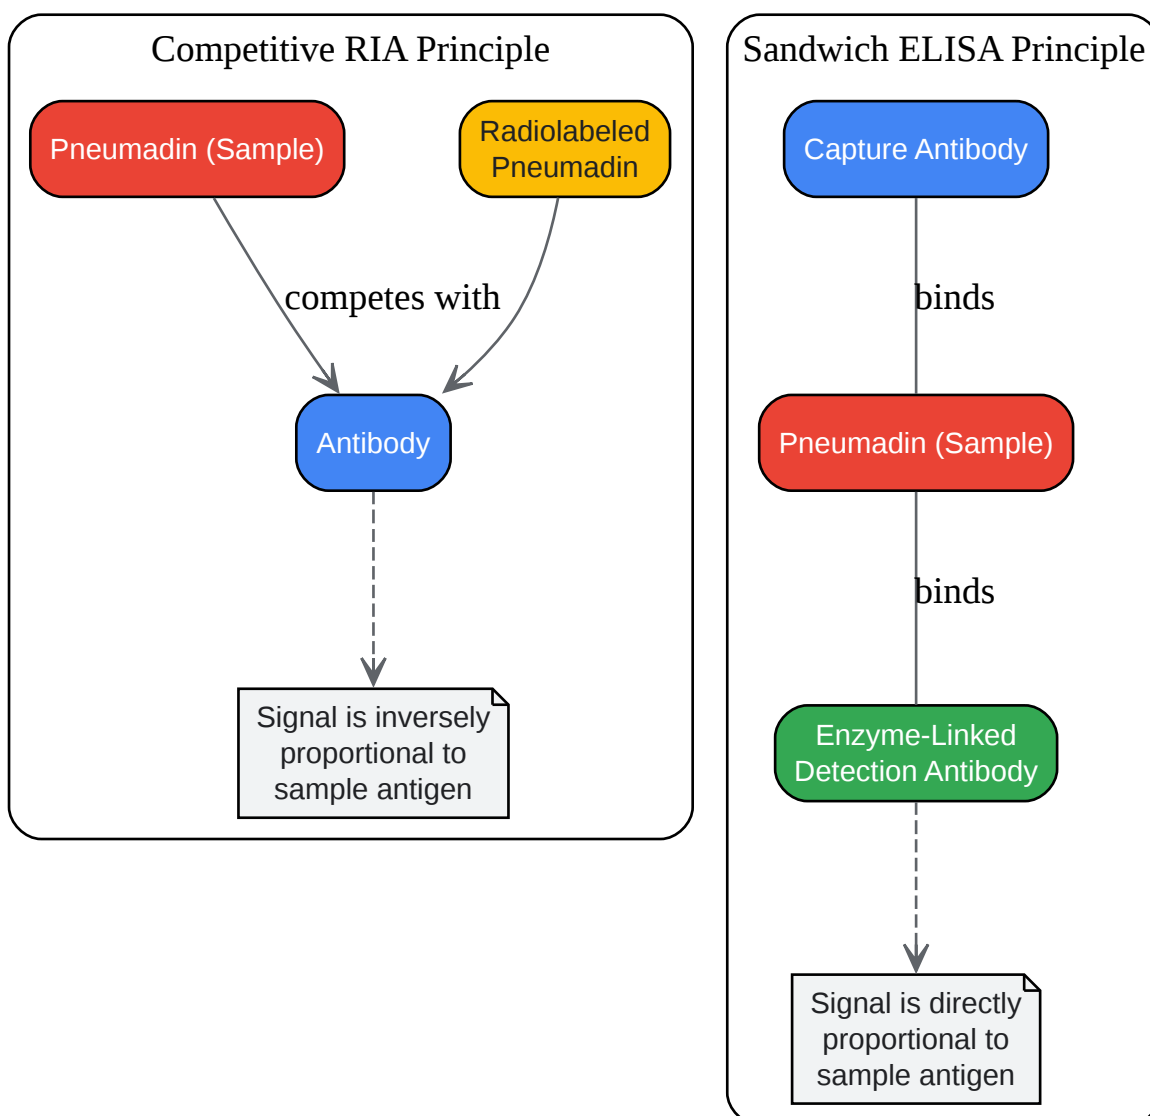 Competitive RIA Principle
Pneumadin (Sample)
Radiolabeled
Pneumadin
competes with
Antibody
Signal is inversely
proportional to
sample antigen
Sandwich ELISA Principle
Capture Antibody
binds
Pneumadin (Sample)
binds
Enzyme-Linked
Detection Antibody
Signal is directly
proportional to
sample antigen